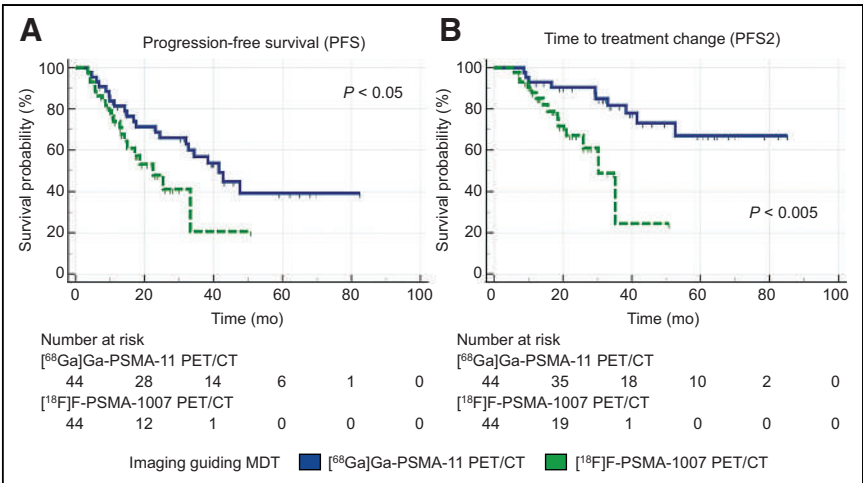 A
Progression-free survival (PFS)
Survival probability (%)
100
80
60
40
20
0
P < 0.05
0 20 40 60 80 100
Time (mo)
Number at risk
[⁶⁸Ga]Ga-PSMA-11 PET/CT
44 28 14 6 1 0
[¹⁸F]F-PSMA-1007 PET/CT
44 12 1 0 0 0
B
Time to treatment change (PFS2)
Survival probability (%)
100
80
60
40
20
0
P < 0.005
0 20 40 60 80 100
Time (mo)
Number at risk
[⁶⁸Ga]Ga-PSMA-11 PET/CT
44 35 18 10 2 0
[¹⁸F]F-PSMA-1007 PET/CT
44 19 1 0 0 0
Imaging guiding MDT [⁶⁸Ga]Ga-PSMA-11 PET/CT [¹⁸F]F-PSMA-1007 PET/CT